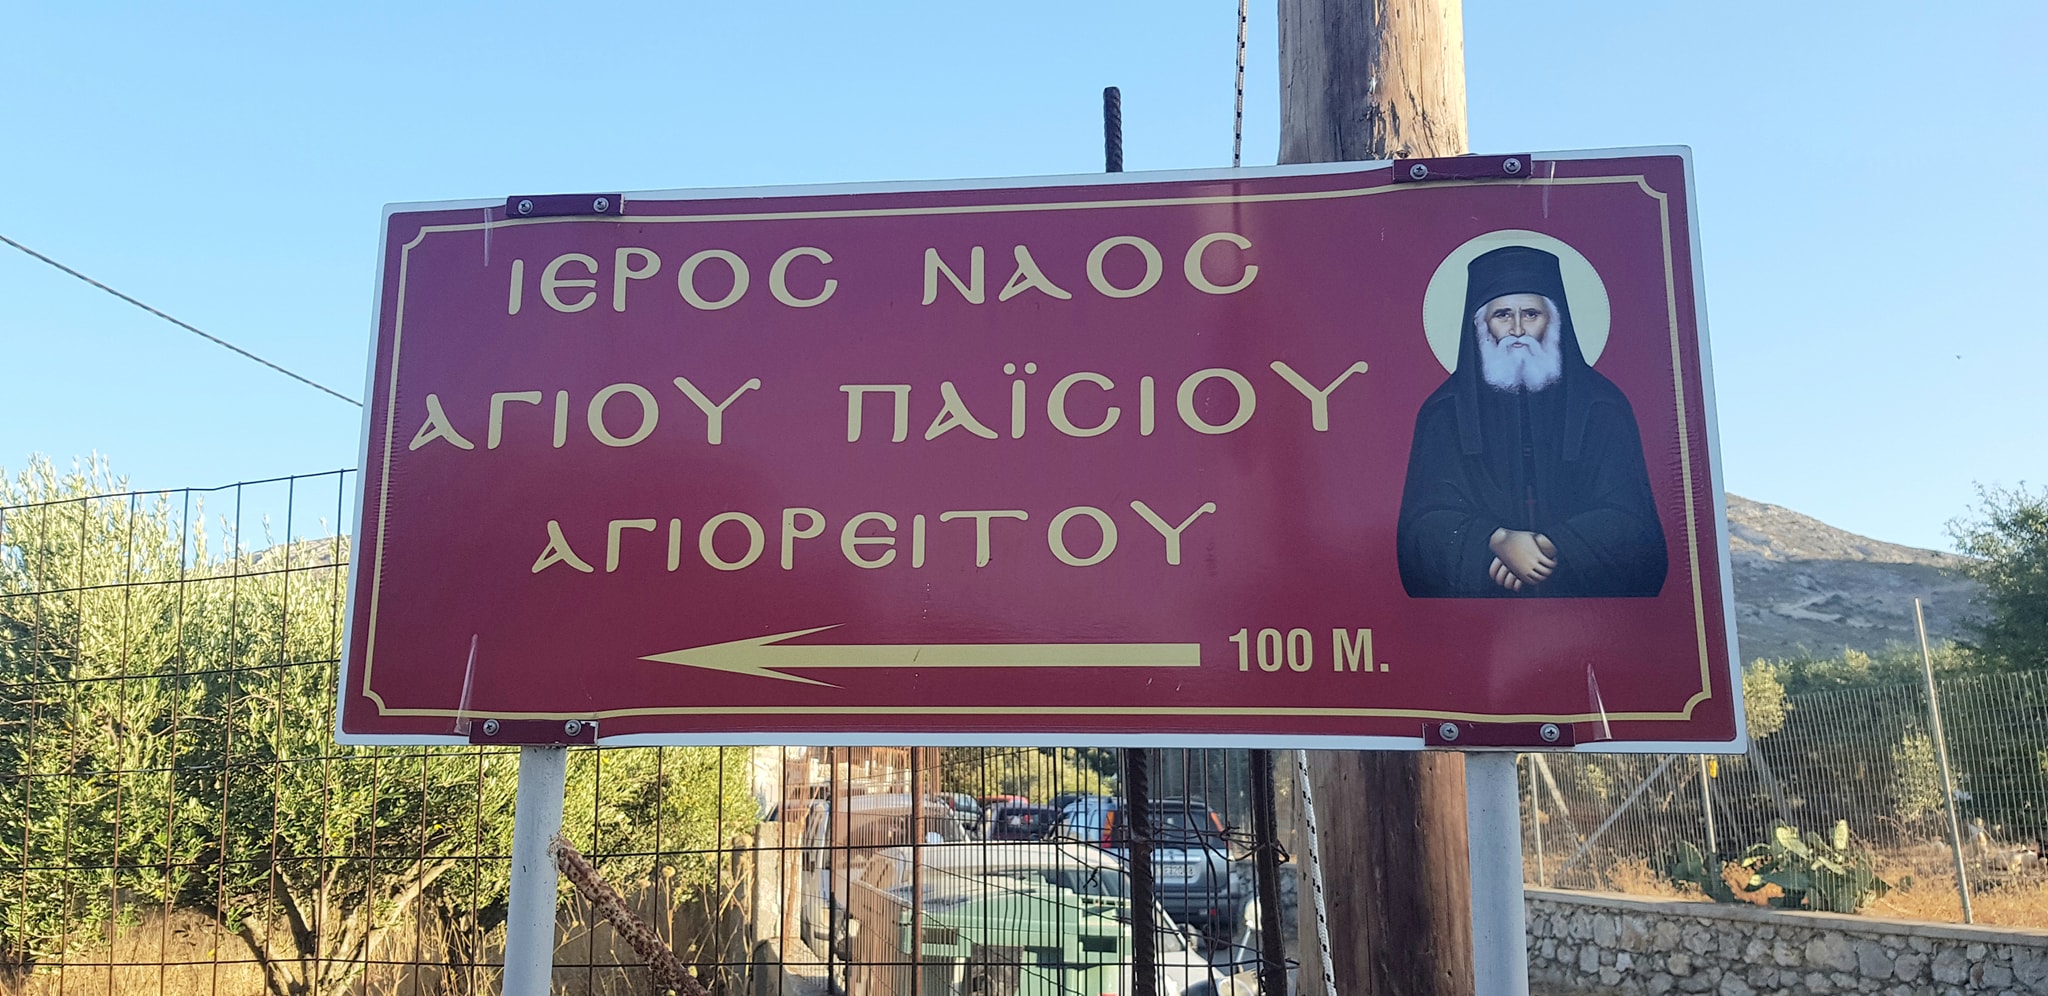 ΙΕΡΟΣ ΝΑΟΣ
ΑΓΙΟΥ ΠΑΪΣΙΟΥ
ΑΓΙΟΡΕΙΤΟΥ
100 Μ.